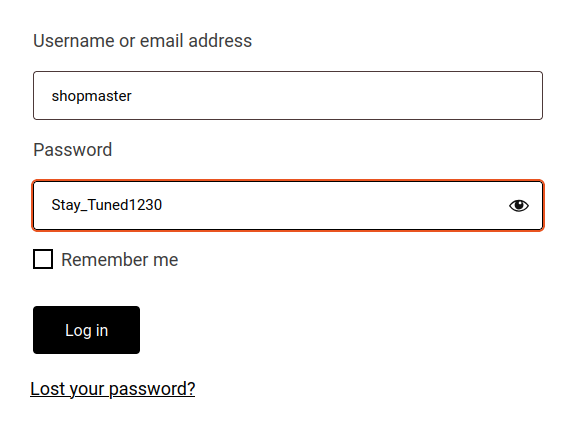 Username or email address
shopmaster
Password
Stay_Tuned1230
Remember me
Log in
Lost your password?